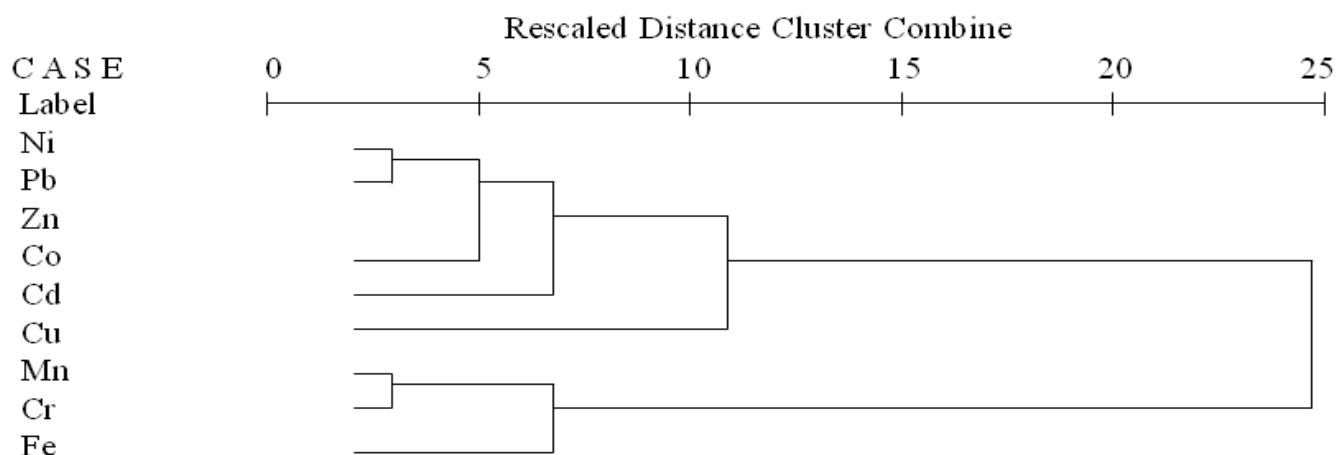 Rescaled Distance Cluster Combine
C A S E 0 5 10 15 20 25
Label
Ni
Pb
Zn
Co
Cd
Cu
Mn
Cr
Fe